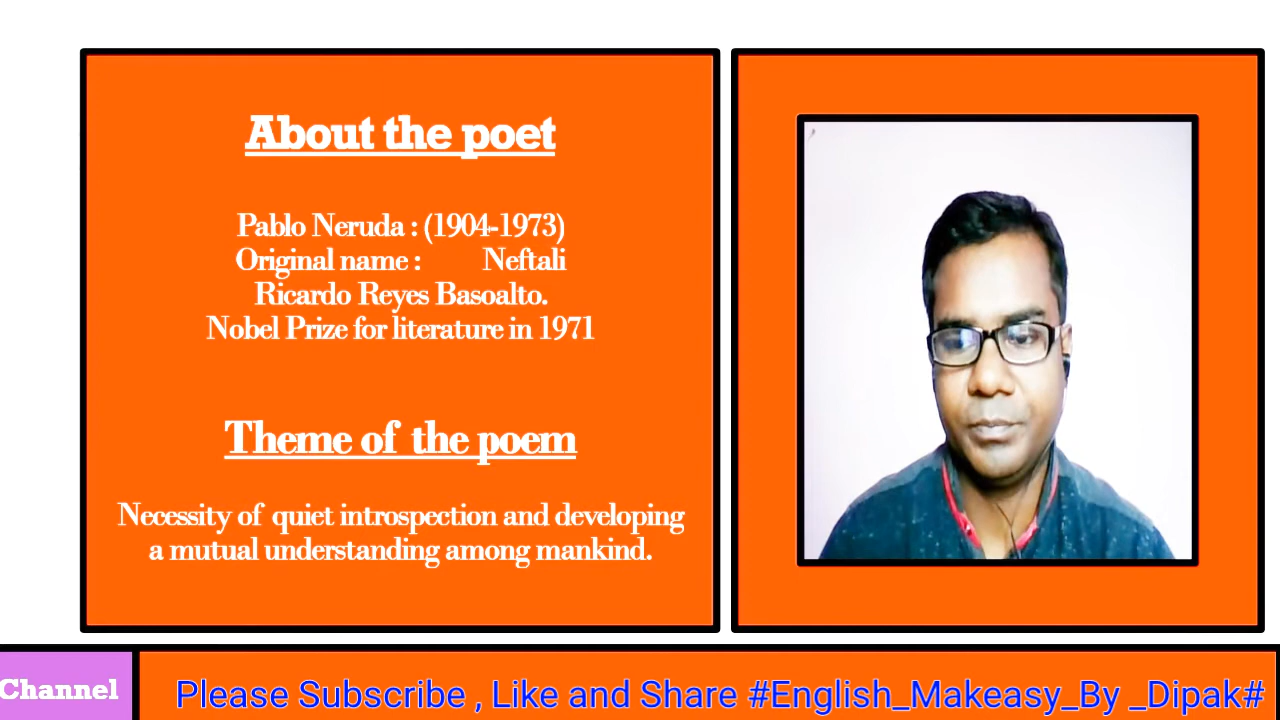 About the poet
Pablo Neruda : (1904-1973)
Original name : Neftali
Ricardo Reyes Basoalto.
Nobel Prize for literature in 1971
Theme of the poem
Necessity of quiet introspection and developing
a mutual understanding among mankind.
Channel
Please Subscribe , Like and Share #English_Makeasy_By _Dipak#